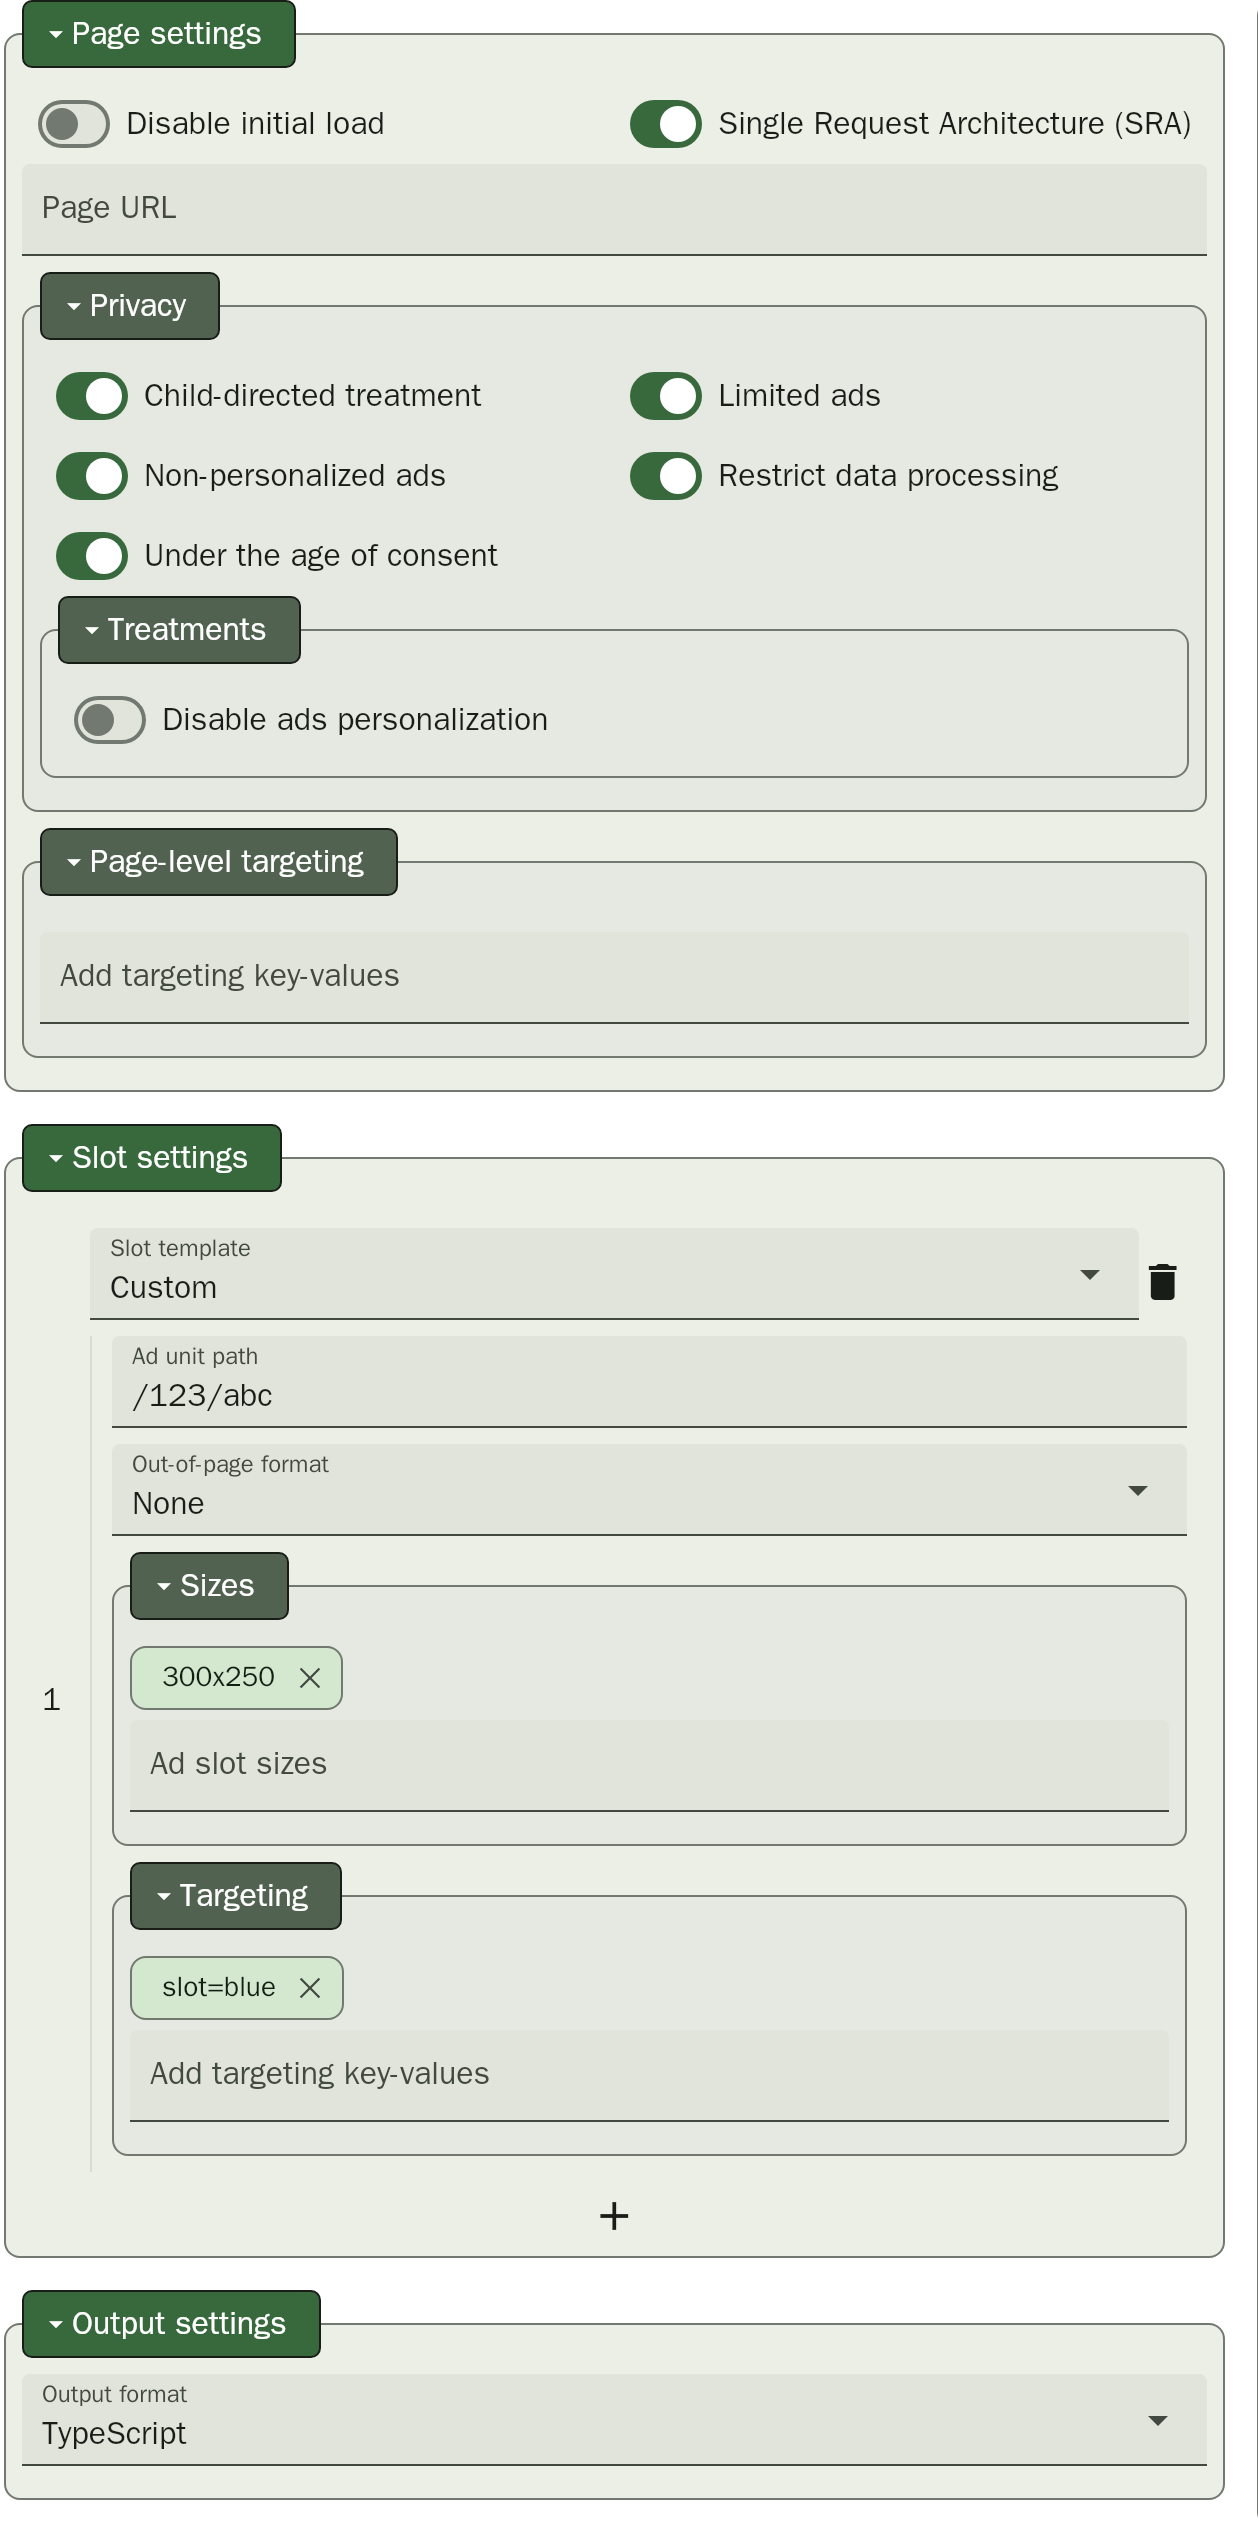 Page settings
Disable initial load
Single Request Architecture (SRA)
Page URL
Privacy
Child-directed treatment
Limited ads
Non-personalized ads
Restrict data processing
Under the age of consent
Treatments
Disable ads personalization
Page-level targeting
Add targeting key-values
Slot settings
Slot template
Custom
Ad unit path
/123/abc
Out-of-page format
None
Sizes
300x250
1
Ad slot sizes
Targeting
slot=blue
Add targeting key-values
Output settings
Output format
TypeScript